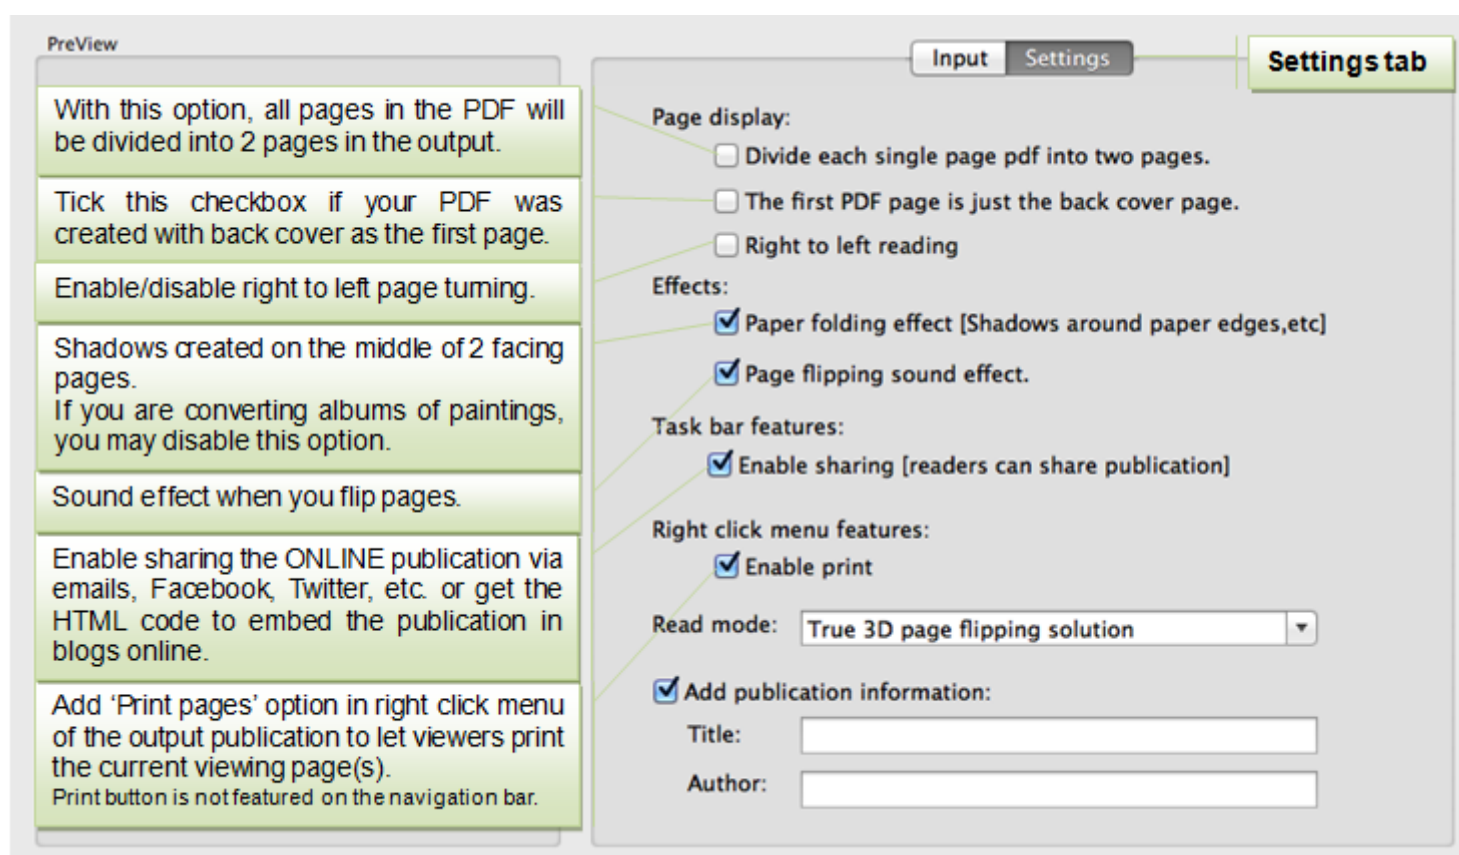 PreView
Input
Settings
Settings tab
With this option, all pages in the PDF will
be divided into 2 pages in the output.
Tick this checkbox if your PDF was
created with back cover as the first page.
Enable/disable right to left page turning.
Shadows created on the middle of 2 facing
pages.
If you are converting albums of paintings,
you may disable this option.
Sound effect when you flip pages.
Enable sharing the ONLINE publication via
emails, Facebook, Twitter, etc. or get the
HTML code to embed the publication in
blogs online.
Add ‘Print pages’ option in right click menu
of the output publication to let viewers print
the current viewing page(s).
Print button is not featured on the navigation bar.
Page display:
Divide each single page pdf into two pages.
The first PDF page is just the back cover page.
Right to left reading
Effects:
Paper folding effect [Shadows around paper edges,etc]
Page flipping sound effect.
Task bar features:
Enable sharing [readers can share publication]
Right click menu features:
Enable print
Read mode: True 3D page flipping solution
Add publication information:
Title:
Author: